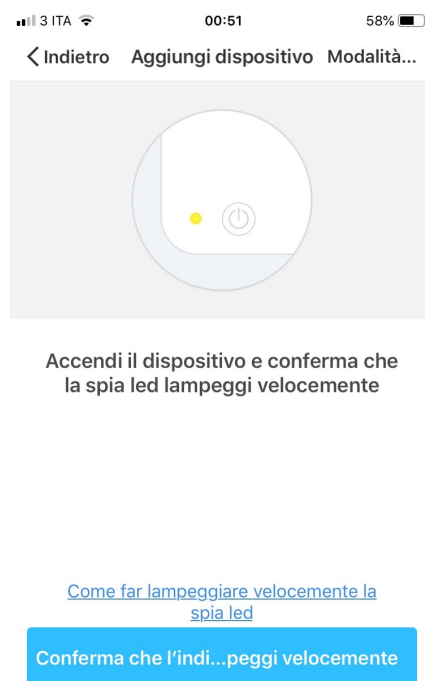 3 ITA 00:51 58%
Indietro Aggiungi dispositivo Modalità...
Accendi il dispositivo e conferma che
la spia led lampeggi velocemente
Come far lampeggiare velocemente la
spia led
Conferma che l'indi...peggi velocemente